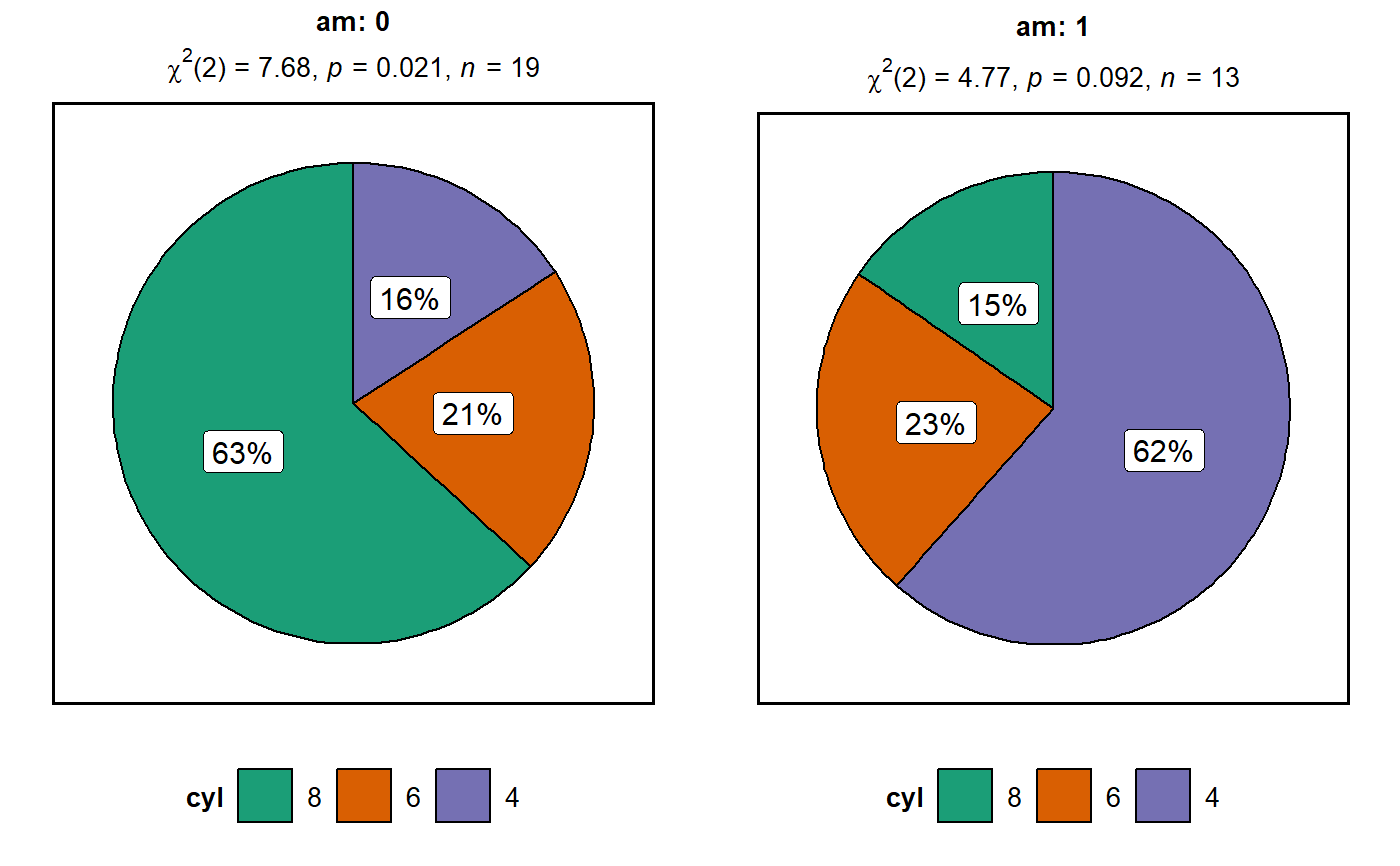 am: 0
χ²(2) = 7.68, p = 0.021, n = 19
16%
21%
63%
cyl 8 6 4
am: 1
χ²(2) = 4.77, p = 0.092, n = 13
15%
23%
62%
cyl 8 6 4